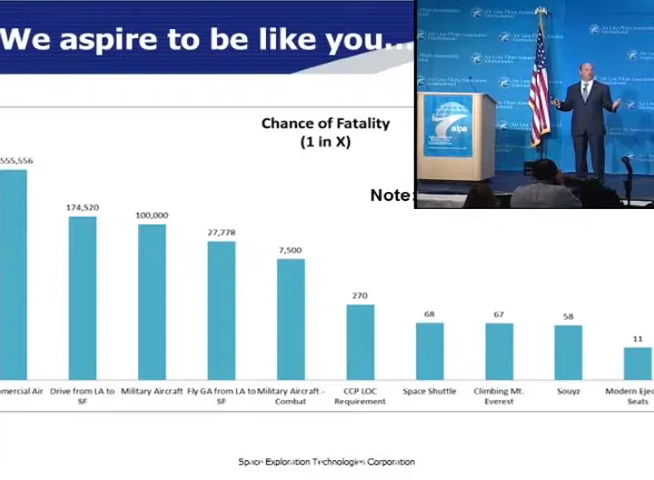 We aspire to be like you...
Chance of Fatality
(1 in X)
Note:
555,556
174,520
100,000
27,778
7,500
270
68
67
58
11
mercial Air
Drive from LA to
SF
Military Aircraft
Fly GA from LA to
SF
Military Aircraft -
Combat
CCP LOC
Requirement
Space Shuttle
Climbing Mt.
Everest
Souyz
Modern Ejec
Seats
Space Exploration Technologies Corporation
alpa